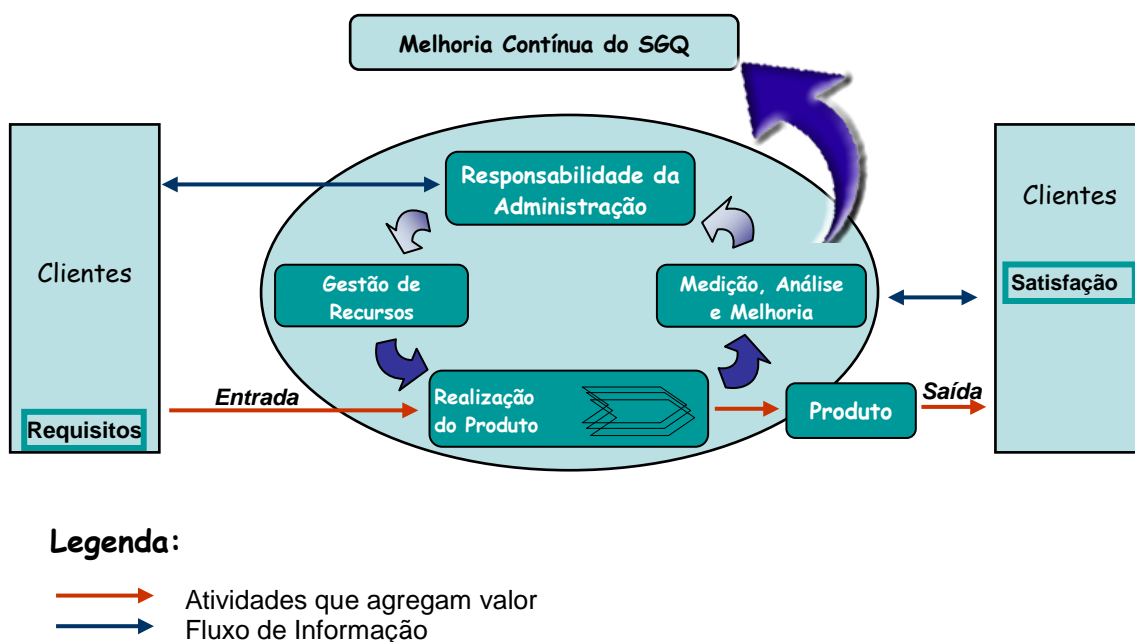 Melhoria Contínua do SGQ
Clientes
Requisitos
Responsabilidade da
Administração
Gestão de
Recursos
Medição, Análise
e Melhoria
Entrada
Realização
do Produto
Produto
Saída
Clientes
Satisfação
Legenda:
Atividades que agregam valor
Fluxo de Informação